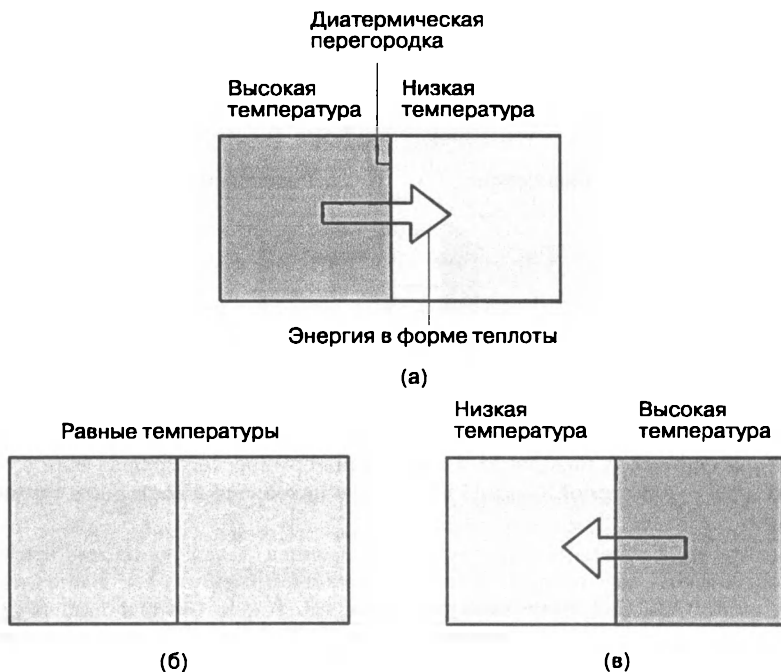 Диатермическая
перегородка
Высокая
температура
Низкая
температура
Энергия в форме теплоты
(а)
Равные температуры
(б)
Низкая
температура
Высокая
температура
(в)